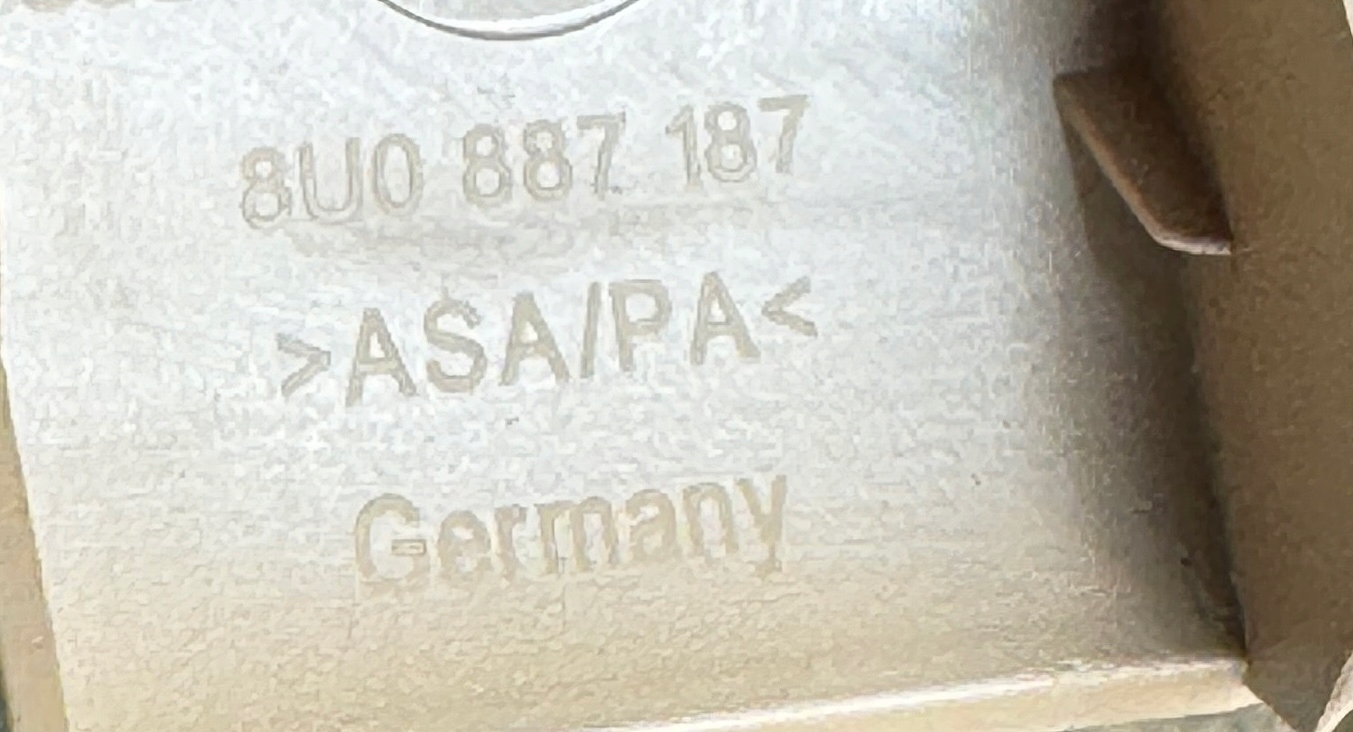 8U0 887 187
>ASA/PA<
Germany